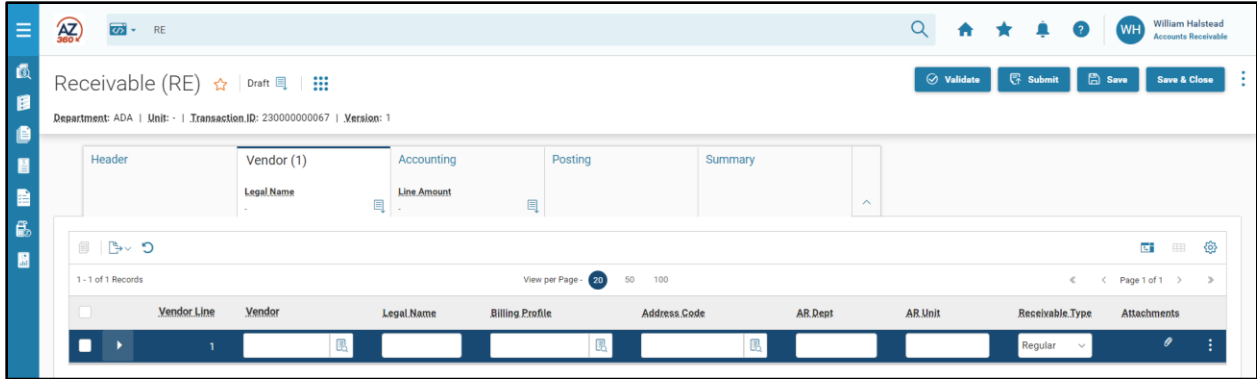 AZ
360
RE
William Halstead
WH
Accounts Receivable
Receivable (RE)
Draft
Validate
Submit
Save
Save & Close
Department: ADA | Unit: - | Transaction ID: 230000000067 | Version: 1
Header
Vendor (1)
Accounting
Posting
Summary
Legal Name
Line Amount
-
-
1 - 1 of 1 Records
View per Page - 20 50 100
Page 1 of 1
Vendor Line Vendor Legal Name Billing Profile Address Code AR Dept AR Unit Receivable Type Attachments
1 Regular